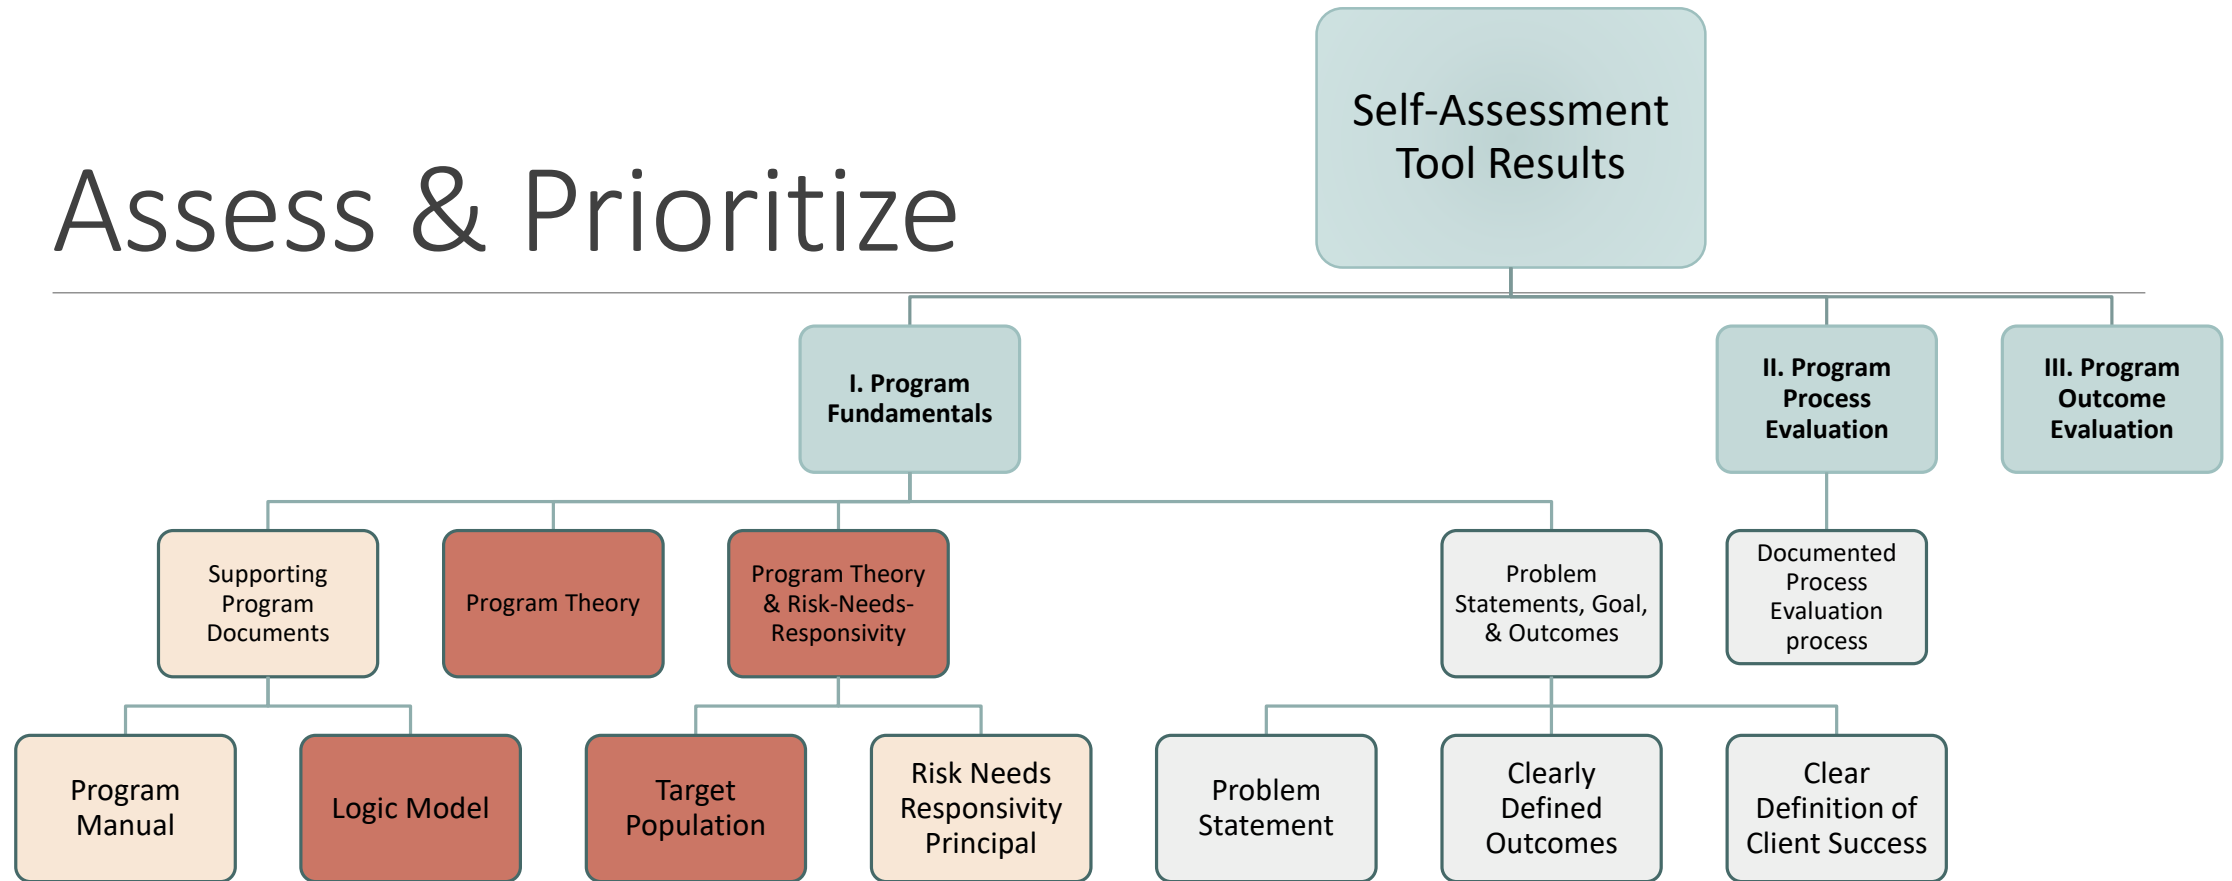 Assess & Prioritize
Self-Assessment
Tool Results
I. Program
Fundamentals
II. Program
Process
Evaluation
III. Program
Outcome
Evaluation
Supporting
Program
Documents
Program Theory
Program Theory
& Risk-Needs-
Responsivity
Problem
Statements, Goal,
& Outcomes
Documented
Process
Evaluation
process
Program
Manual
Logic Model
Target
Population
Risk Needs
Responsivity
Principal
Problem
Statement
Clearly
Defined
Outcomes
Clear
Definition of
Client Success